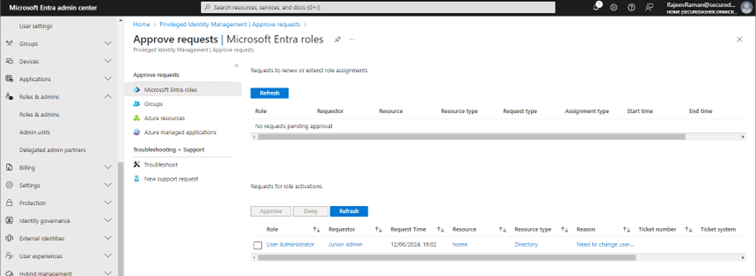 Microsoft Entra admin center
Search resources, services, and docs (G+/)
RajeevRaman@secured...
User settings
Groups
Devices
Applications
Roles & admins
Roles & admins
Admin units
Delegated admin partners
Billing
Settings
Protection
Identity governance
External Identities
User experiences
Hybrid management
Home > Privileged Identity Management | Approve requests >
Approve requests | Microsoft Entra roles
Privileged Identity Management | Approve requests
Approve requests
Microsoft Entra roles
Groups
Azure resources
Azure managed applications
Troubleshooting + Support
Troubleshoot
New support request
Requests to renew or extend role assignments
Refresh
Role Requestor Resource Resource type Request type Assignment type Start time End time
No requests pending approval
Requests for role activations
Approve Deny Refresh
Role Requestor Request Time Resource Resource type Reason Ticket number Ticket system
User Administrator Junior Admin 12/06/2024, 19:02 home Directory Need to change user...